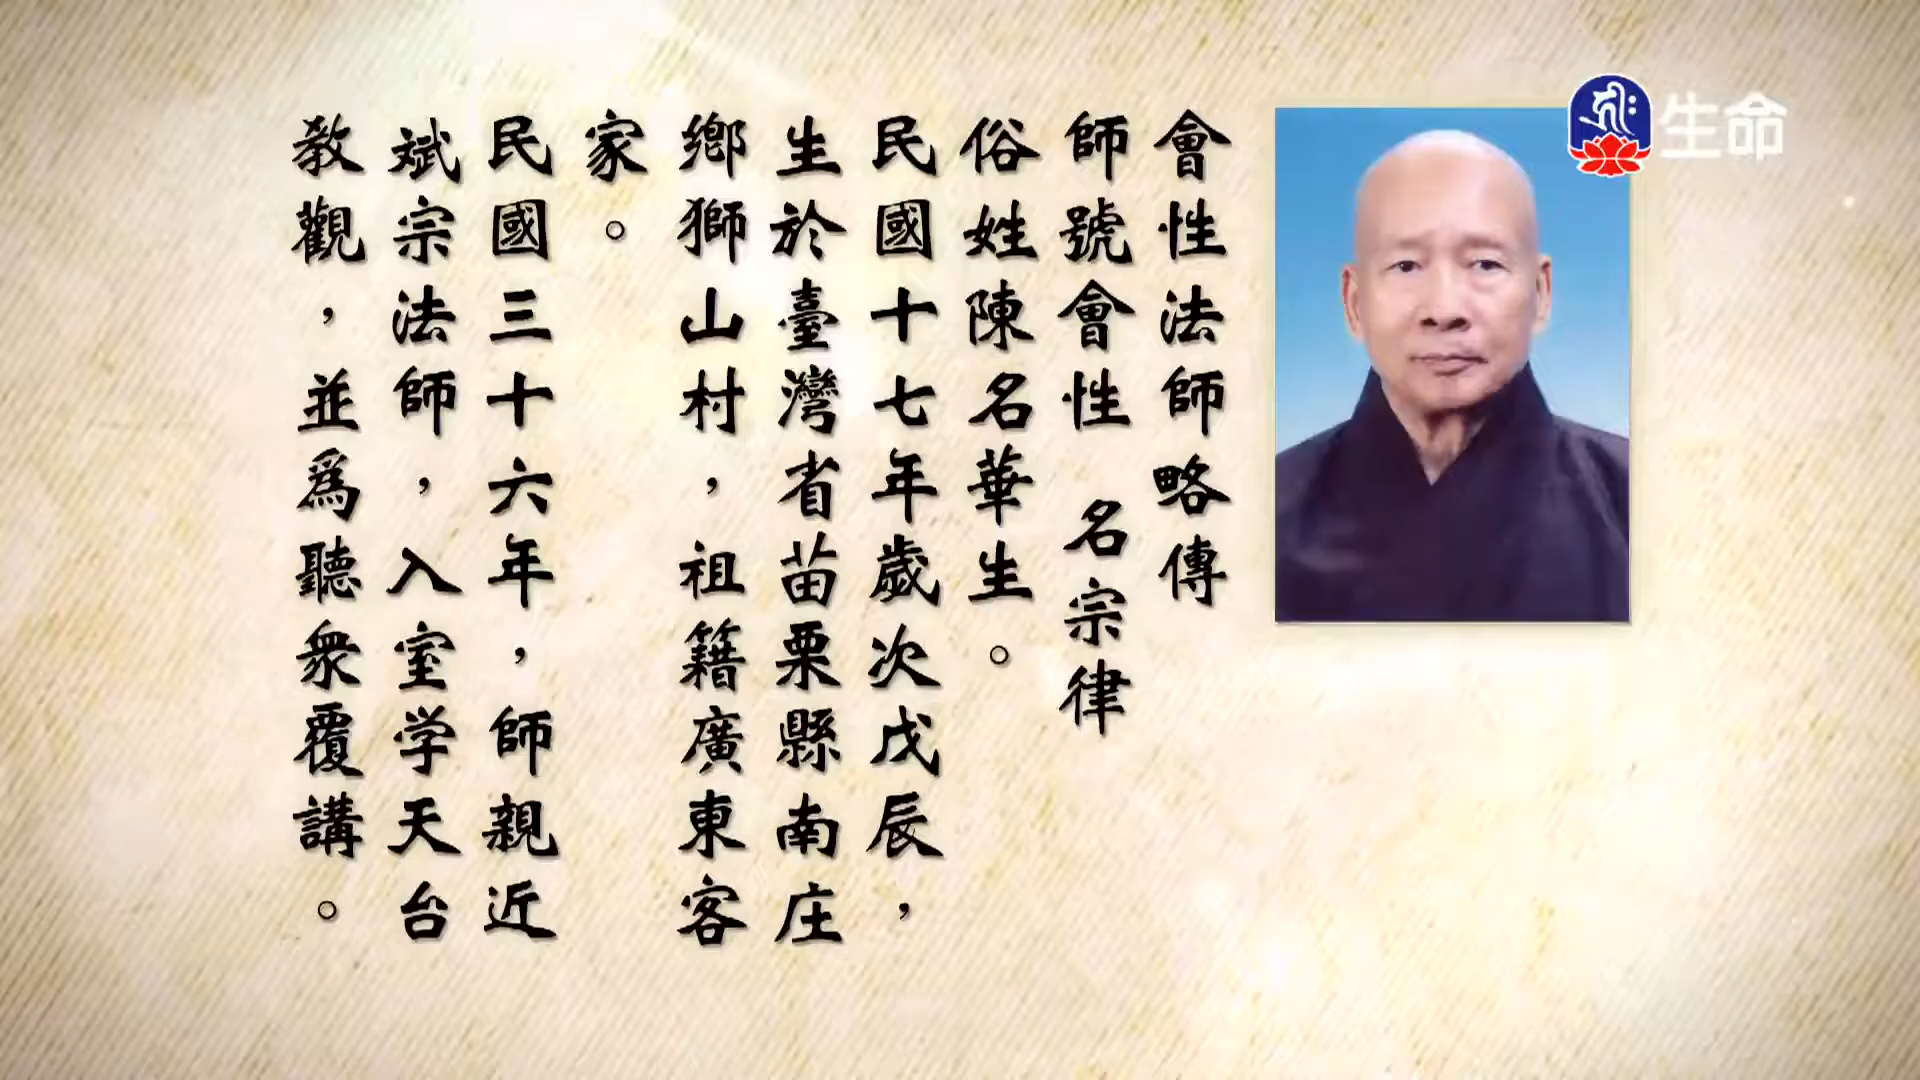 會性法師略傳
師號會性 名宗律
俗姓陳名華生。
民國十七年歲次戊辰，
生於臺灣省苗栗縣南庄
鄉獅山村，祖籍廣東客
家。
民國三十六年，師親近
斌宗法師，入室学天台
教觀，並爲聽衆覆講。
生命